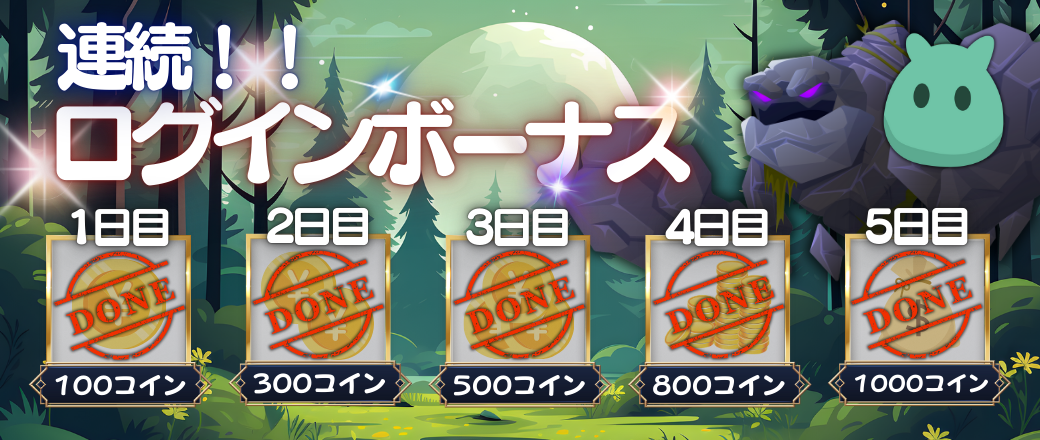 連続！！
ログインボーナス
1日目 2日目 3日目 4日目 5日目
DONE DONE DONE DONE DONE
100コイン 300コイン 500コイン 800コイン 1000コイン